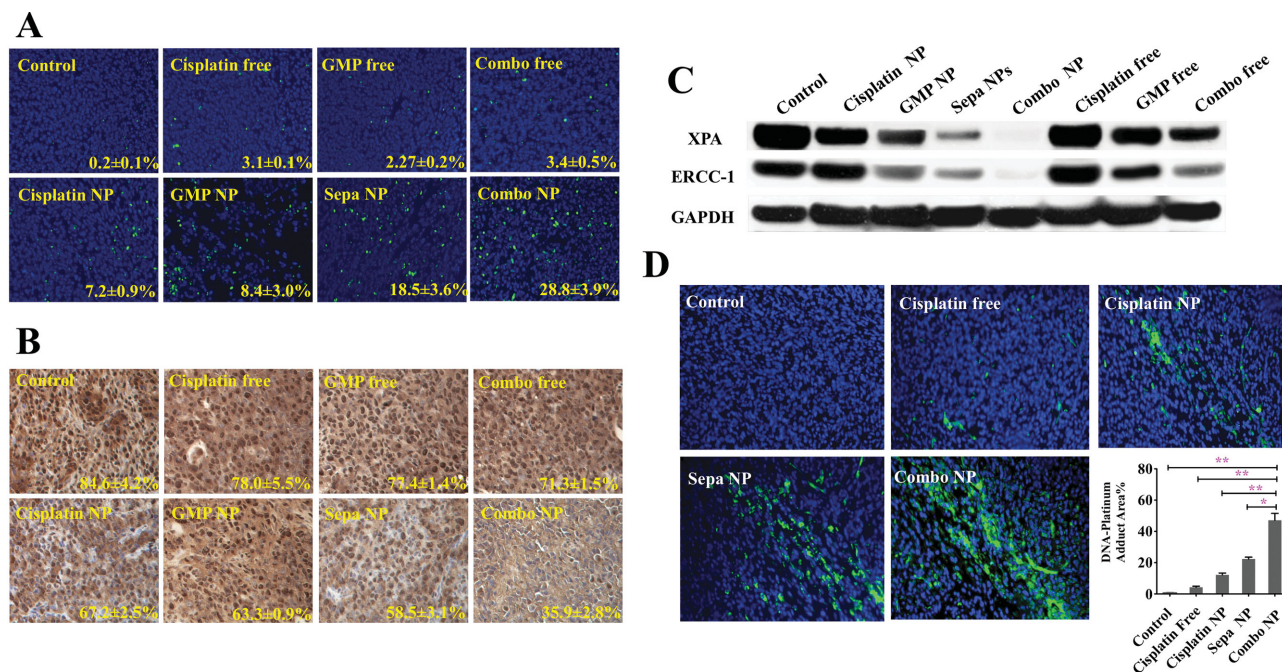 A
Control
Cisplatin free
GMP free
Combo free
0.2±0.1%
3.1±0.1%
2.27±0.2%
3.4±0.5%
Cisplatin NP
GMP NP
Sepa NP
Combo NP
7.2±0.9%
8.4±3.0%
18.5±3.6%
28.8±3.9%
B
Control
Cisplatin free
GMP free
Combo free
84.6±4.2%
78.0±5.5%
77.4±1.4%
71.3±1.5%
Cisplatin NP
GMP NP
Sepa NP
Combo NP
67.2±2.5%
63.3±0.9%
58.5±3.1%
35.9±2.8%
C
Control
Cisplatin NP
GMP NP
Sepa NPs
Combo NP
Cisplatin free
GMP free
Combo free
XPA
ERCC-1
GAPDH
D
Control
Cisplatin free
Cisplatin NP
Sepa NP
Combo NP
DNA-Platinum
Adduct Area%
80
60
40
20
0
**
**
**
*
Control
Cisplatin Free
Cisplatin NP
Sepa NP
Combo NP